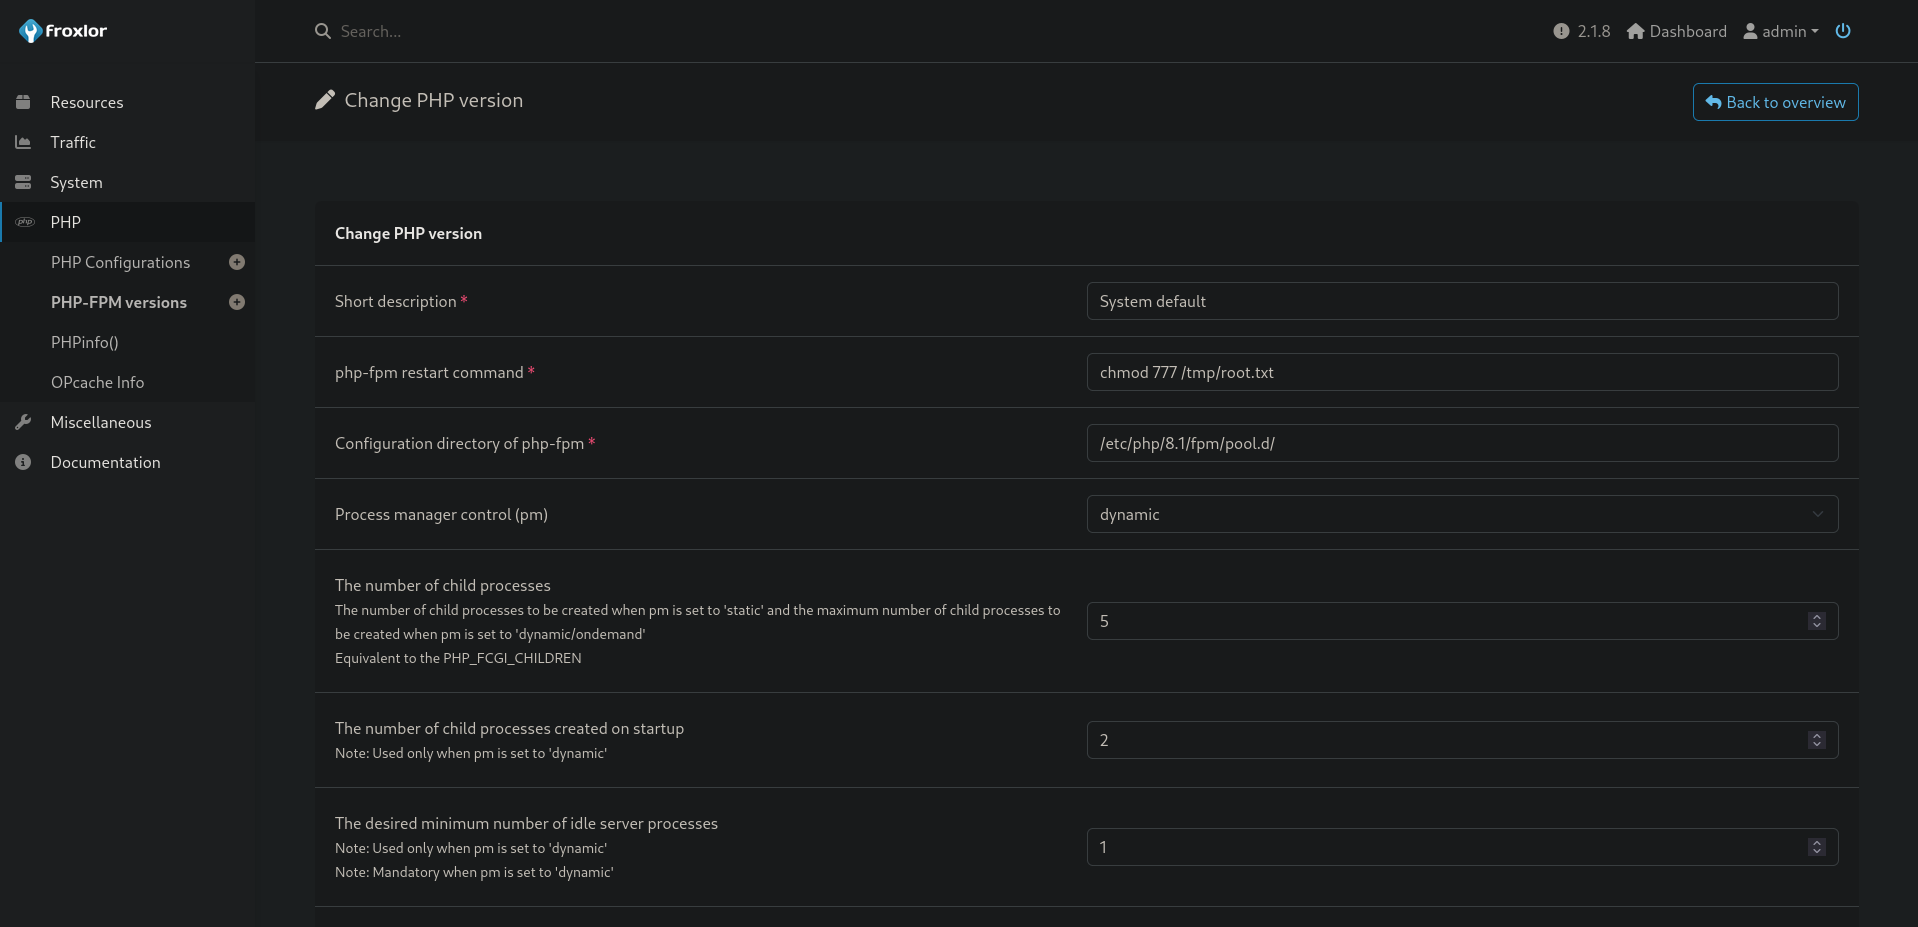 froxlor
Search...
2.1.8
Dashboard
admin
Resources
Traffic
System
php
PHP
PHP Configurations
PHP-FPM versions
PHPinfo()
OPcache Info
Miscellaneous
Documentation
Change PHP version
Back to overview
Change PHP version
Short description *
System default
php-fpm restart command *
chmod 777 /tmp/root.txt
Configuration directory of php-fpm *
/etc/php/8.1/fpm/pool.d/
Process manager control (pm)
dynamic
The number of child processes
The number of child processes to be created when pm is set to 'static' and the maximum number of child processes to
be created when pm is set to 'dynamic/ondemand'
Equivalent to the PHP_FCGI_CHILDREN
5
The number of child processes created on startup
Note: Used only when pm is set to 'dynamic'
2
The desired minimum number of idle server processes
Note: Used only when pm is set to 'dynamic'
Note: Mandatory when pm is set to 'dynamic'
1